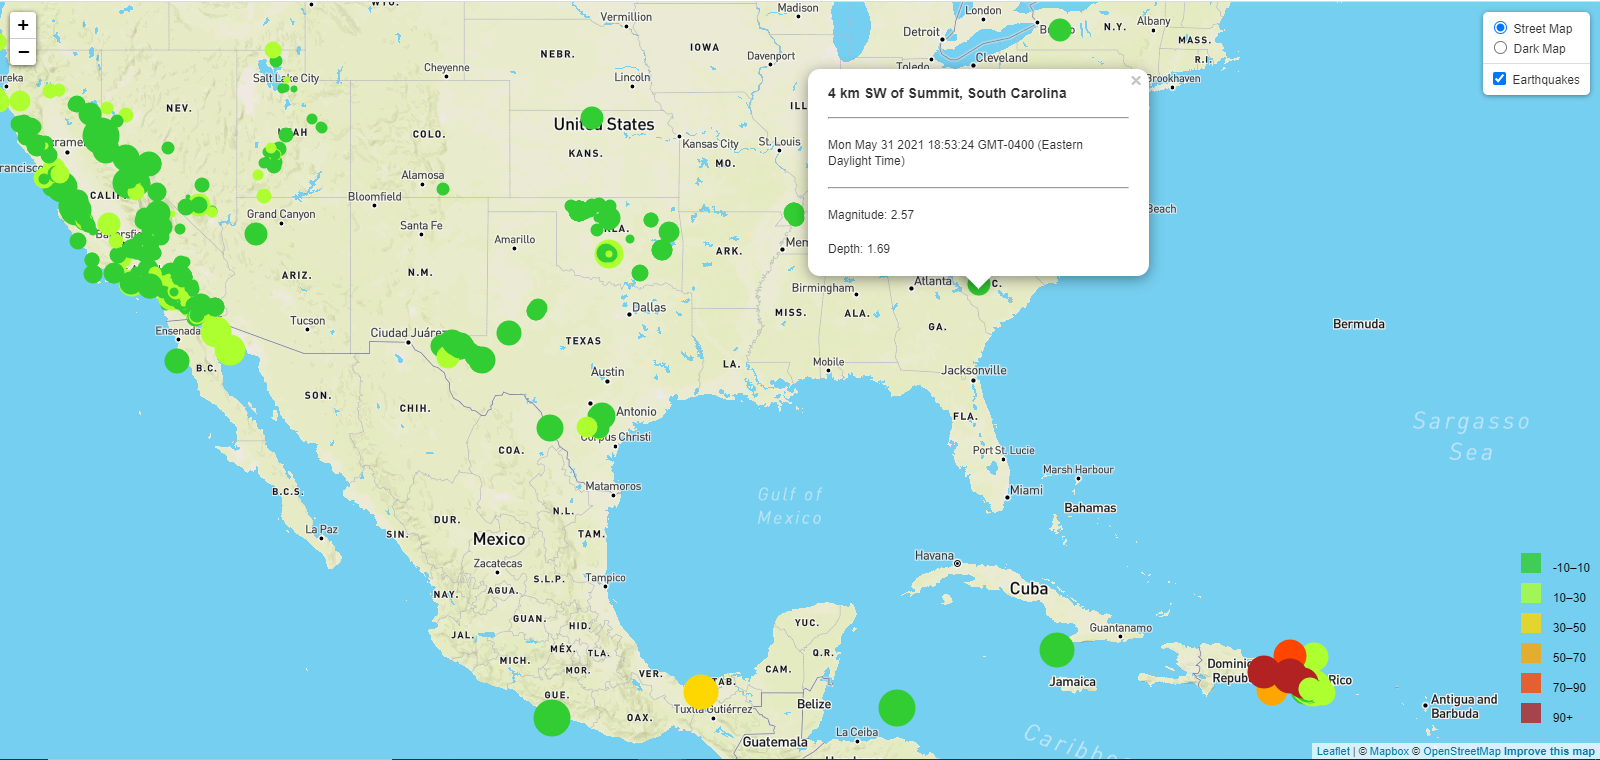 +
−
Street Map
Dark Map
Earthquakes
4 km SW of Summit, South Carolina
×
Mon May 31 2021 18:53:24 GMT-0400 (Eastern
Daylight Time)
Magnitude: 2.57
Depth: 1.69
Vermillion
Madison
London
Albany
N.Y.
Detroit
MASS.
R.I.
IOWA
NEBR.
Davenport
Cleveland
Toledo
Cheyenne
Salt Lake City
Lincoln
Brookhaven
NEV.
ILL
United States
COLO.
Kansas City
St. Louis
KANS.
MO.
Alamosa
Bloomfield
Beach
Grand Canyon
Santa Fe
Amarillo
ARK.
ARIZ.
N.M.
Birmingham
Atlanta
C.
Dallas
MISS.
ALA.
GA.
Tucson
Ensenada
Ciudad Juárez
TEXAS
Bermuda
B.C.
LA.
Mobile
Austin
Jacksonville
SON.
CHIH.
Antonio
FLA.
Corpus Christi
COA.
Sargasso
Sea
Port St. Lucie
Marsh Harbour
Matamoros
Miami
B.C.S.
Gulf of
Mexico
Bahamas
N.L.
DUR.
La Paz
SIN.
Mexico
TAM.
Zacatecas
Havana
S.L.P.
Tampico
NAY.
AGUA.
Cuba
GUAN.
HID.
YUC.
Guantanamo
JAL.
MÉX.
TLA.
Q.R.
MICH.
MOR.
VER.
CAM.
TAB.
Jamaica
Rico
GUE.
Tuxtla Gutiérrez
OAX.
Belize
Antigua and
Barbuda
La Ceiba
Guatemala
-10–10
10–30
30–50
50–70
70–90
90+
Leaflet | © Mapbox © OpenStreetMap Improve this map